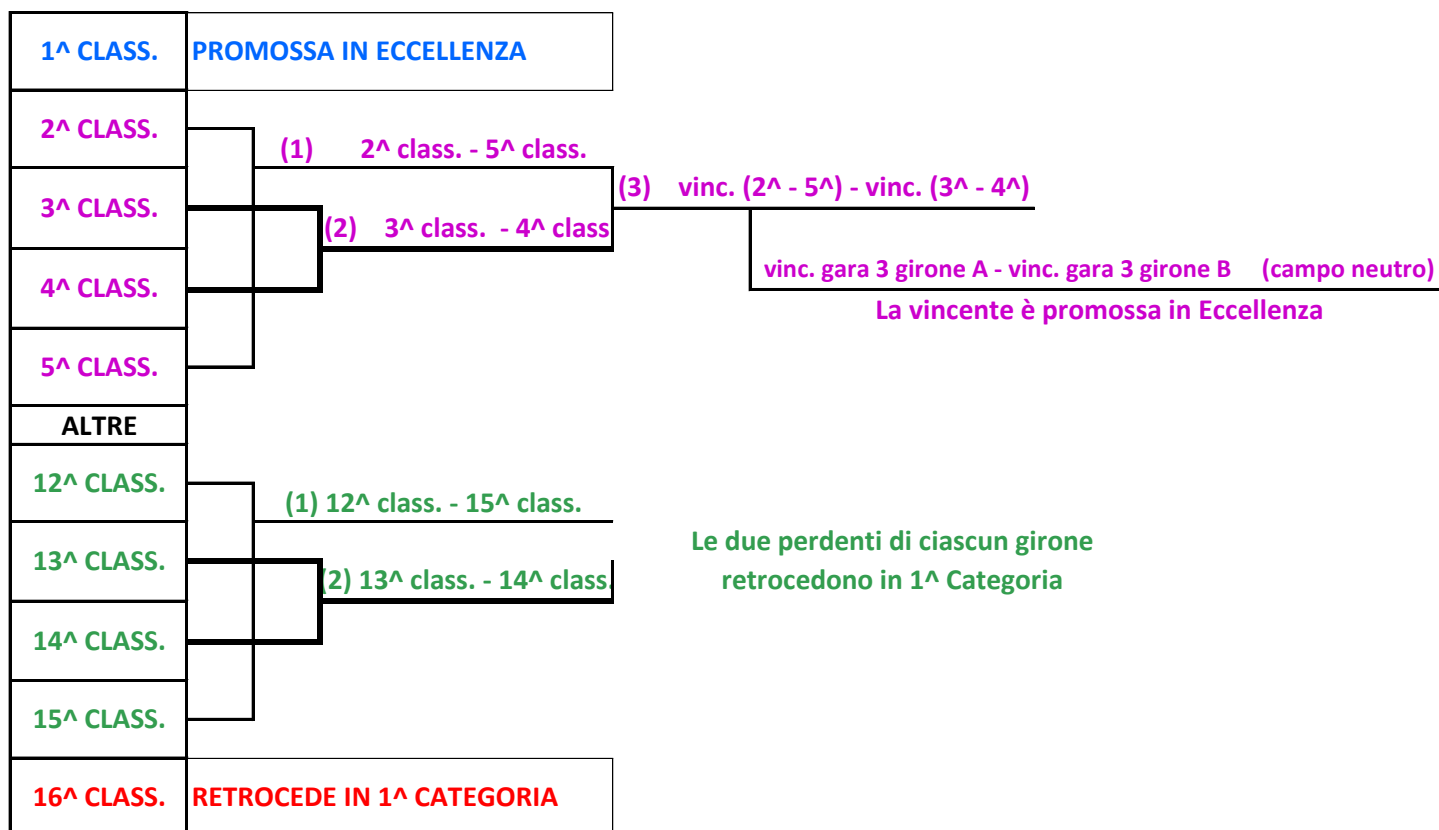 1^ CLASS. PROMOSSA IN ECCELLENZA
2^ CLASS.
(1) 2^ class. - 5^ class.
(3) vinc. (2^ - 5^) - vinc. (3^ - 4^)
3^ CLASS.
(2) 3^ class. - 4^ class
4^ CLASS.
vinc. gara 3 girone A - vinc. gara 3 girone B (campo neutro)
La vincente è promossa in Eccellenza
5^ CLASS.
ALTRE
12^ CLASS.
(1) 12^ class. - 15^ class.
13^ CLASS.
Le due perdenti di ciascun girone
retrocedono in 1^ Categoria
(2) 13^ class. - 14^ class.
14^ CLASS.
15^ CLASS.
16^ CLASS. RETROCEDE IN 1^ CATEGORIA